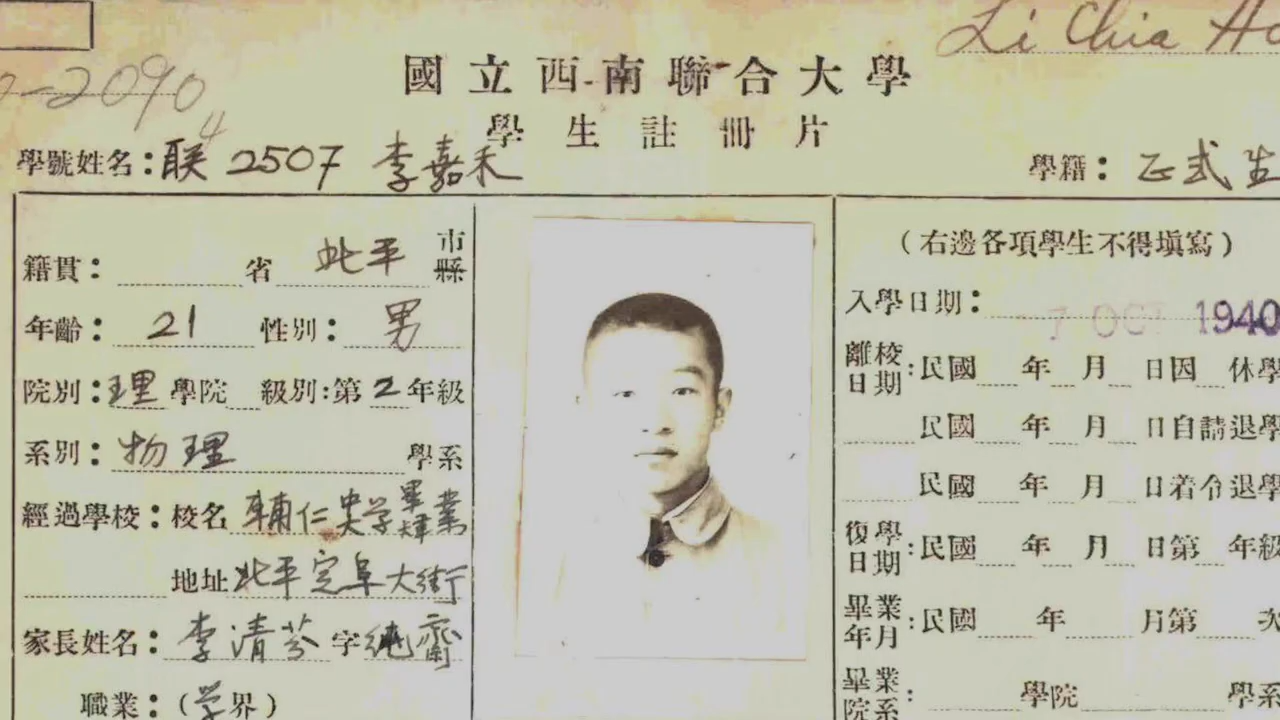 Li Chia Ho
2090
國立西南聯合大學
學生註冊片
學號姓名：联 2507 李嘉禾
學籍：正式生
籍貫：省 北平 市縣
年齡：21 性別：男
院別：理學院 級別：第2年級
系別：物理 學系
經過學校：校名 輔仁 学 業
地址 北平定阜大街
家長姓名：李清芬 字純齋
職業：(学界)
(右邊各項學生不得填寫)
入學日期：7 OCT 1940
離校日期：民國 年 月 日因 休學
民國 年 月 日自請退學
民國 年 月 日着令退學
復學日期：民國 年 月 日第 年級
畢業年月：民國 年 月第 次
畢業院系：學院 學系